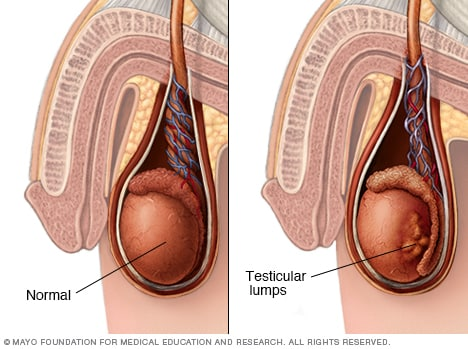 Normal
Testicular
lumps
© MAYO FOUNDATION FOR MEDICAL EDUCATION AND RESEARCH. ALL RIGHTS RESERVED.